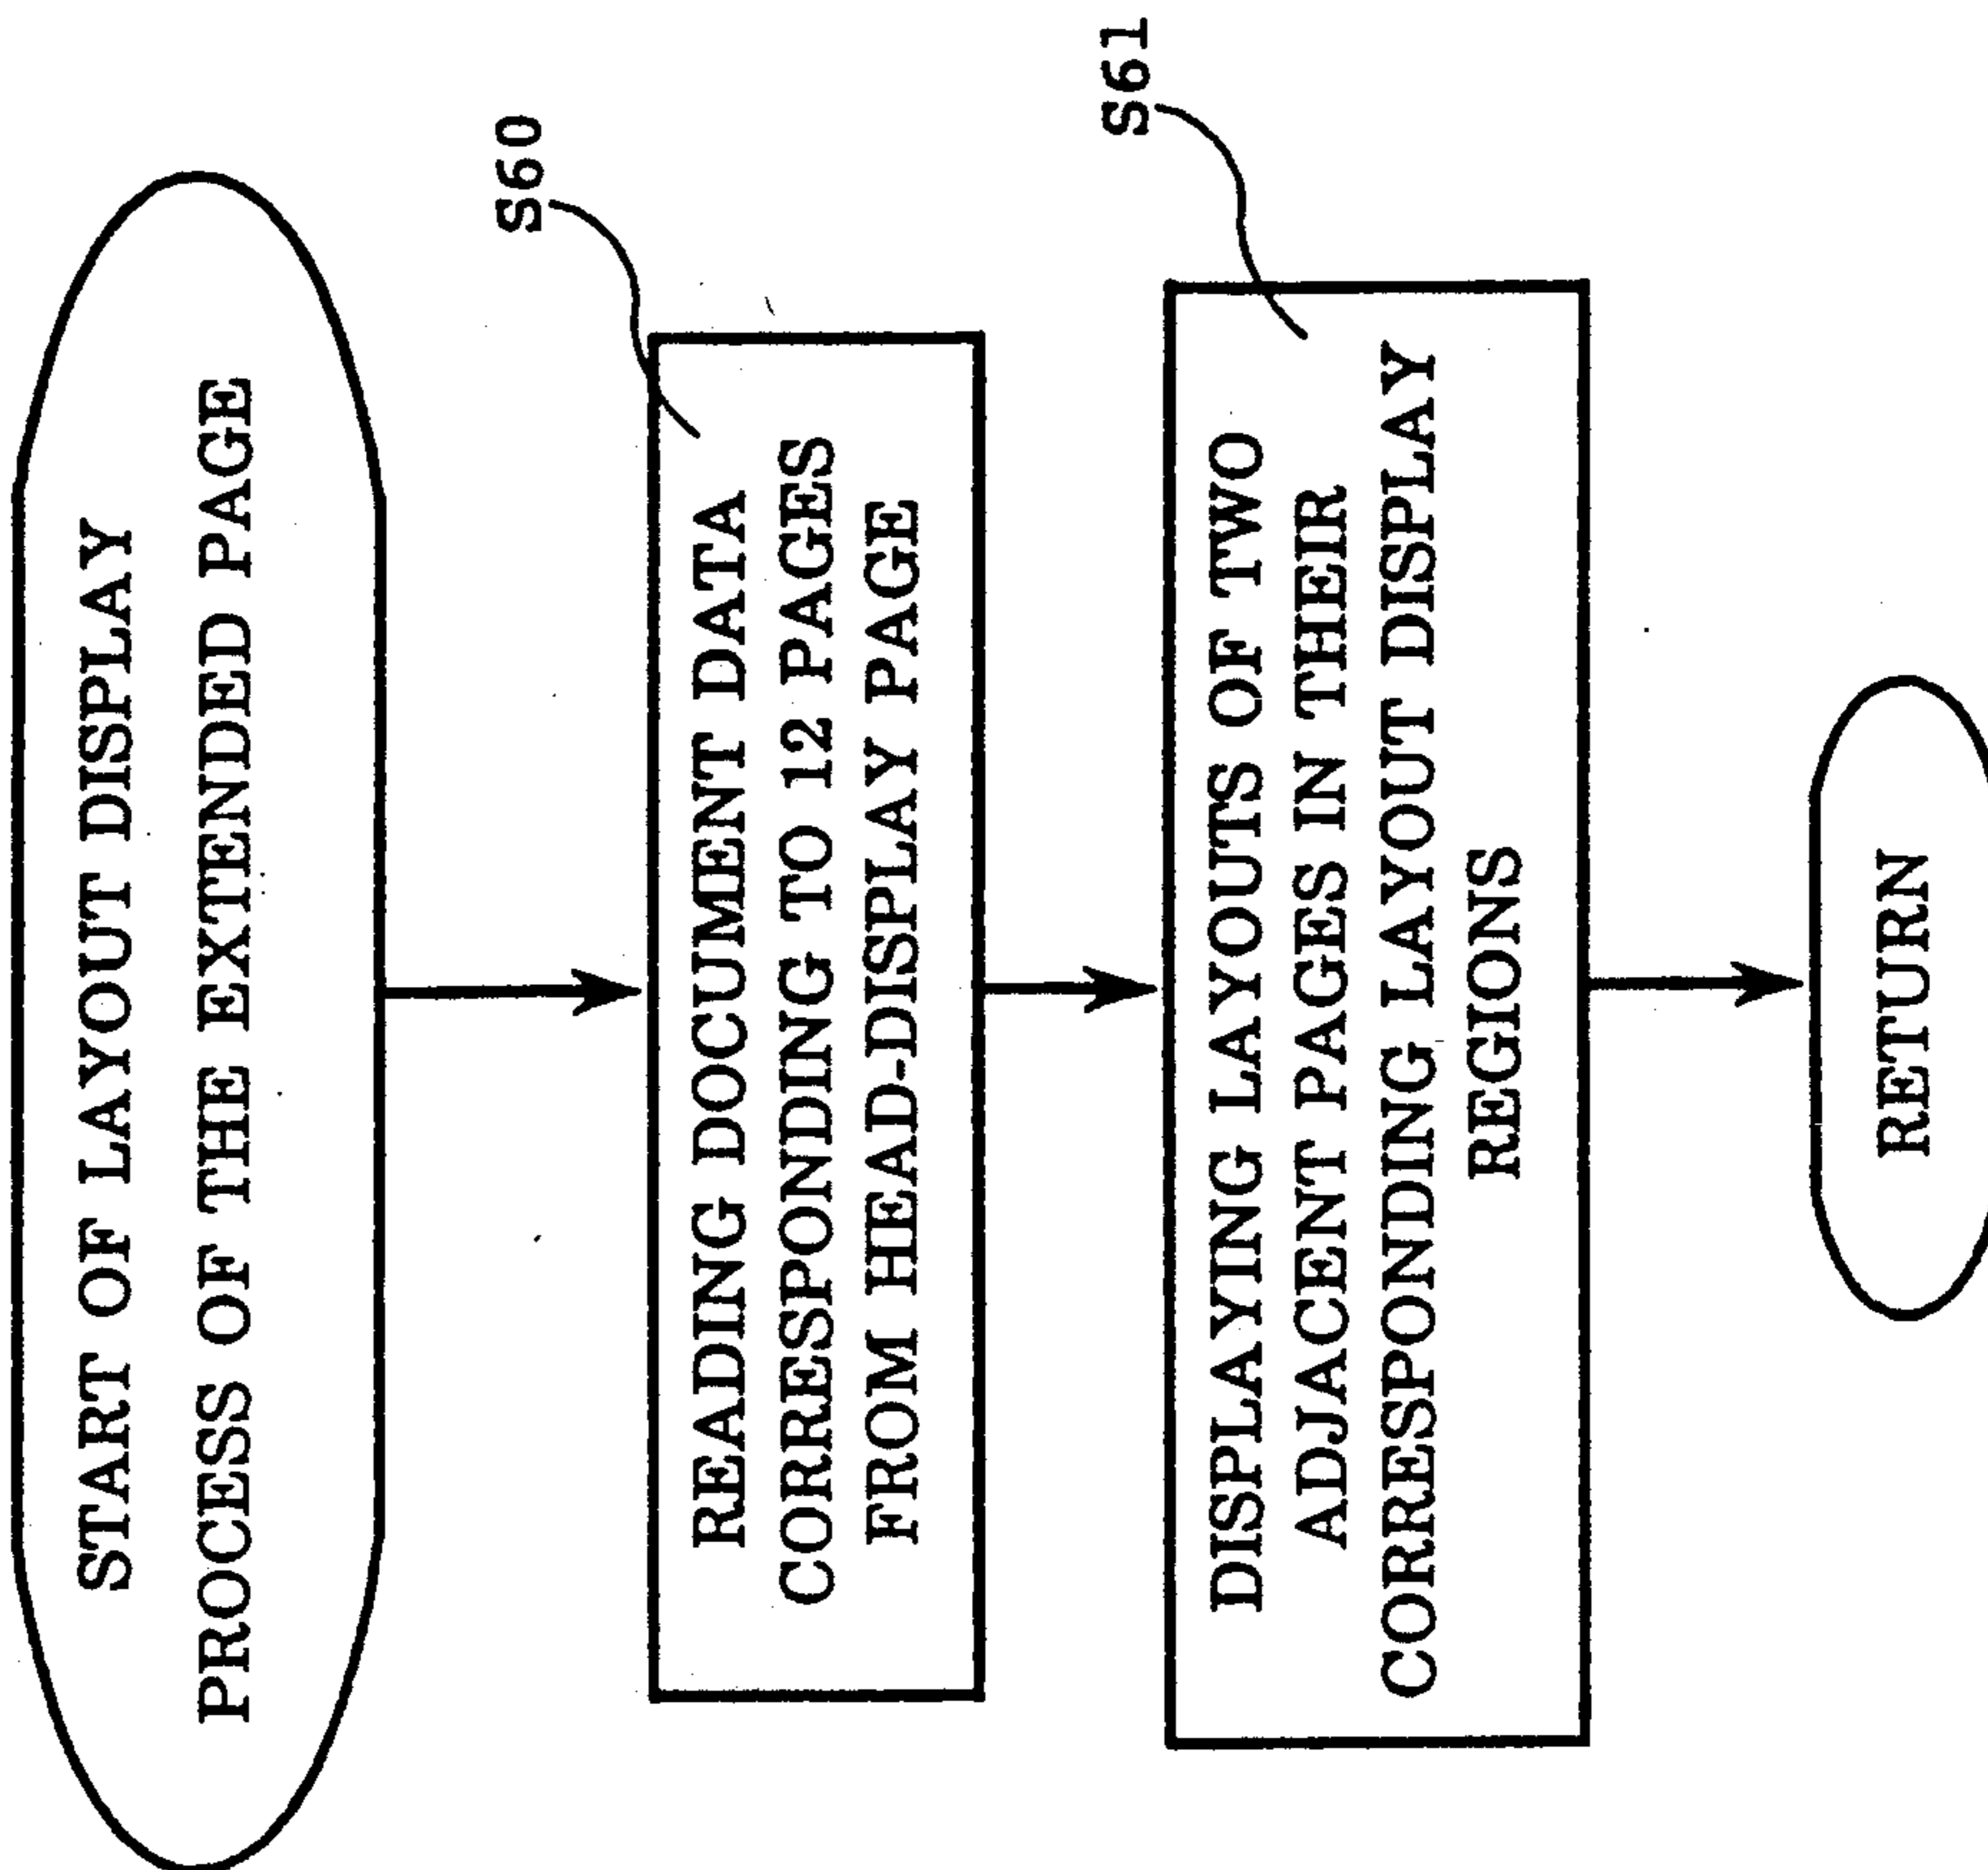 START OF LAYOUT DISPLAY
PROCESS OF THE EXTENDED PAGE
S60
READING DOCUMENT DATA
CORRESPONDING TO 12 PAGES
FROM HEAD-DISPLAY PAGE
S61
DISPLAYING LAYOUTS OF TWO
ADJACENT PAGES IN THEIR
CORRESPONDING LAYOUT DISPLAY
REGIONS
RETURN